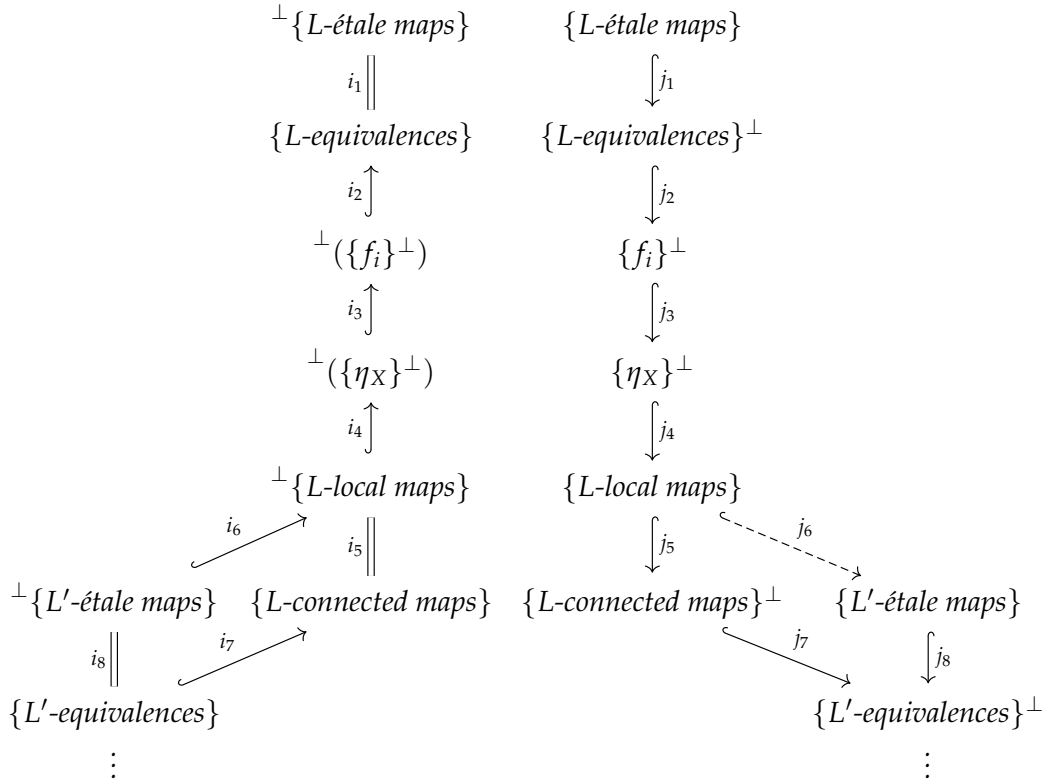 ⊥{L-étale maps} {L-étale maps}
i₁ j₁
{L-equivalences} {L-equivalences}⊥
i₂ j₂
⊥({fᵢ}⊥) {fᵢ}⊥
i₃ j₃
⊥({η_X}⊥) {η_X}⊥
i₄ j₄
⊥{L-local maps} {L-local maps}
i₆ i₅ j₅ j₆
⊥{L′-étale maps} {L-connected maps} {L-connected maps}⊥ {L′-étale maps}
i₈ i₇ j₇ j₈
{L′-equivalences} {L′-equivalences}⊥
⋮ ⋮